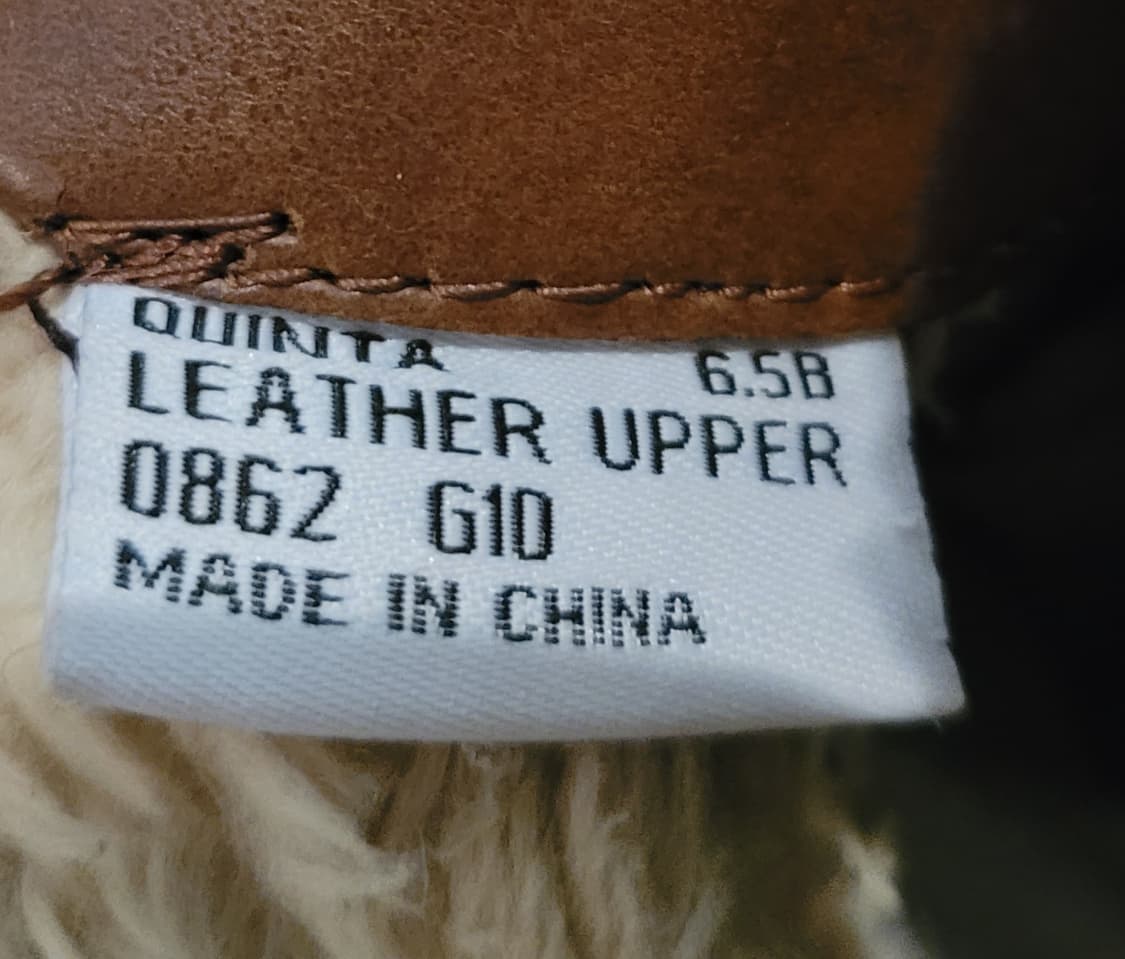 QUINTA 6.5B
LEATHER UPPER
0862 G10
MADE IN CHINA